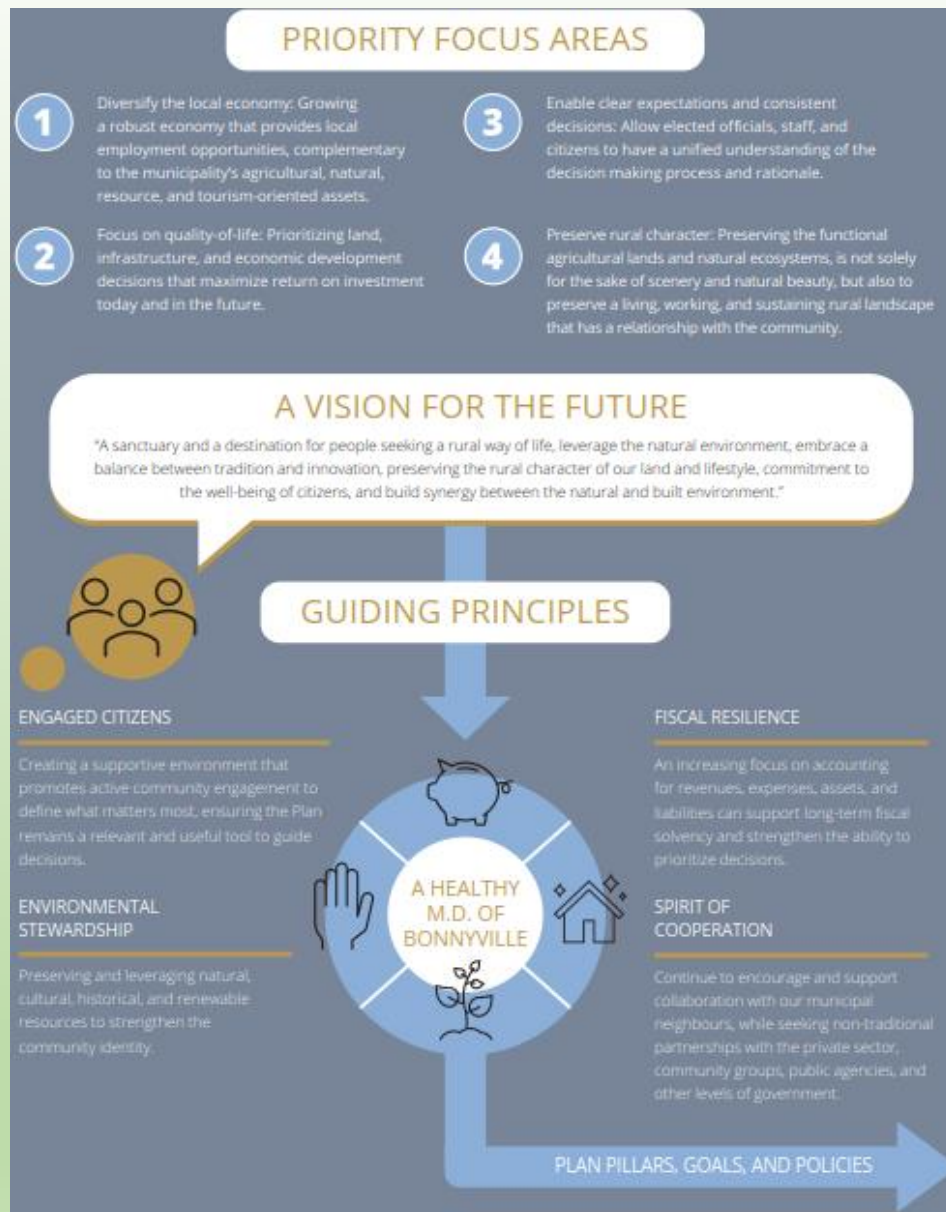 PRIORITY FOCUS AREAS
1
Diversify the local economy: Growing
a robust economy that provides local
employment opportunities, complementary
to the municipality's agricultural, natural,
resource, and tourism-oriented assets.
2
Focus on quality-of-life: Prioritizing land,
infrastructure, and economic development
decisions that maximize return on investment
today and in the future.
3
Enable clear expectations and consistent
decisions: Allow elected officials, staff, and
citizens to have a unified understanding of the
decision making process and rationale.
4
Preserve rural character: Preserving the functional
agricultural lands and natural ecosystems, is not solely
for the sake of scenery and natural beauty, but also to
preserve a living, working, and sustaining rural landscape
that has a relationship with the community.
A VISION FOR THE FUTURE
"A sanctuary and a destination for people seeking a rural way of life, leverage the natural environment, embrace a
balance between tradition and innovation, preserving the rural character of our land and lifestyle, commitment to
the well-being of citizens, and build synergy between the natural and built environment."
GUIDING PRINCIPLES
ENGAGED CITIZENS
Creating a supportive environment that
promotes active community engagement to
define what matters most, ensuring the Plan
remains a relevant and useful tool to guide
decisions.
ENVIRONMENTAL
STEWARDSHIP
Preserving and leveraging natural,
cultural, historical, and renewable
resources to strengthen the
community identity.
A HEALTHY
M.D. OF
BONNYVILLE
FISCAL RESILIENCE
An increasing focus on accounting
for revenues, expenses, assets, and
liabilities can support long-term fiscal
solvency and strengthen the ability to
prioritize decisions.
SPIRIT OF
COOPERATION
Continue to encourage and support
collaboration with our municipal
neighbours, while seeking non-traditional
partnerships with the private sector,
community groups, public agencies, and
other levels of government.
PLAN PILLARS, GOALS, AND POLICIES